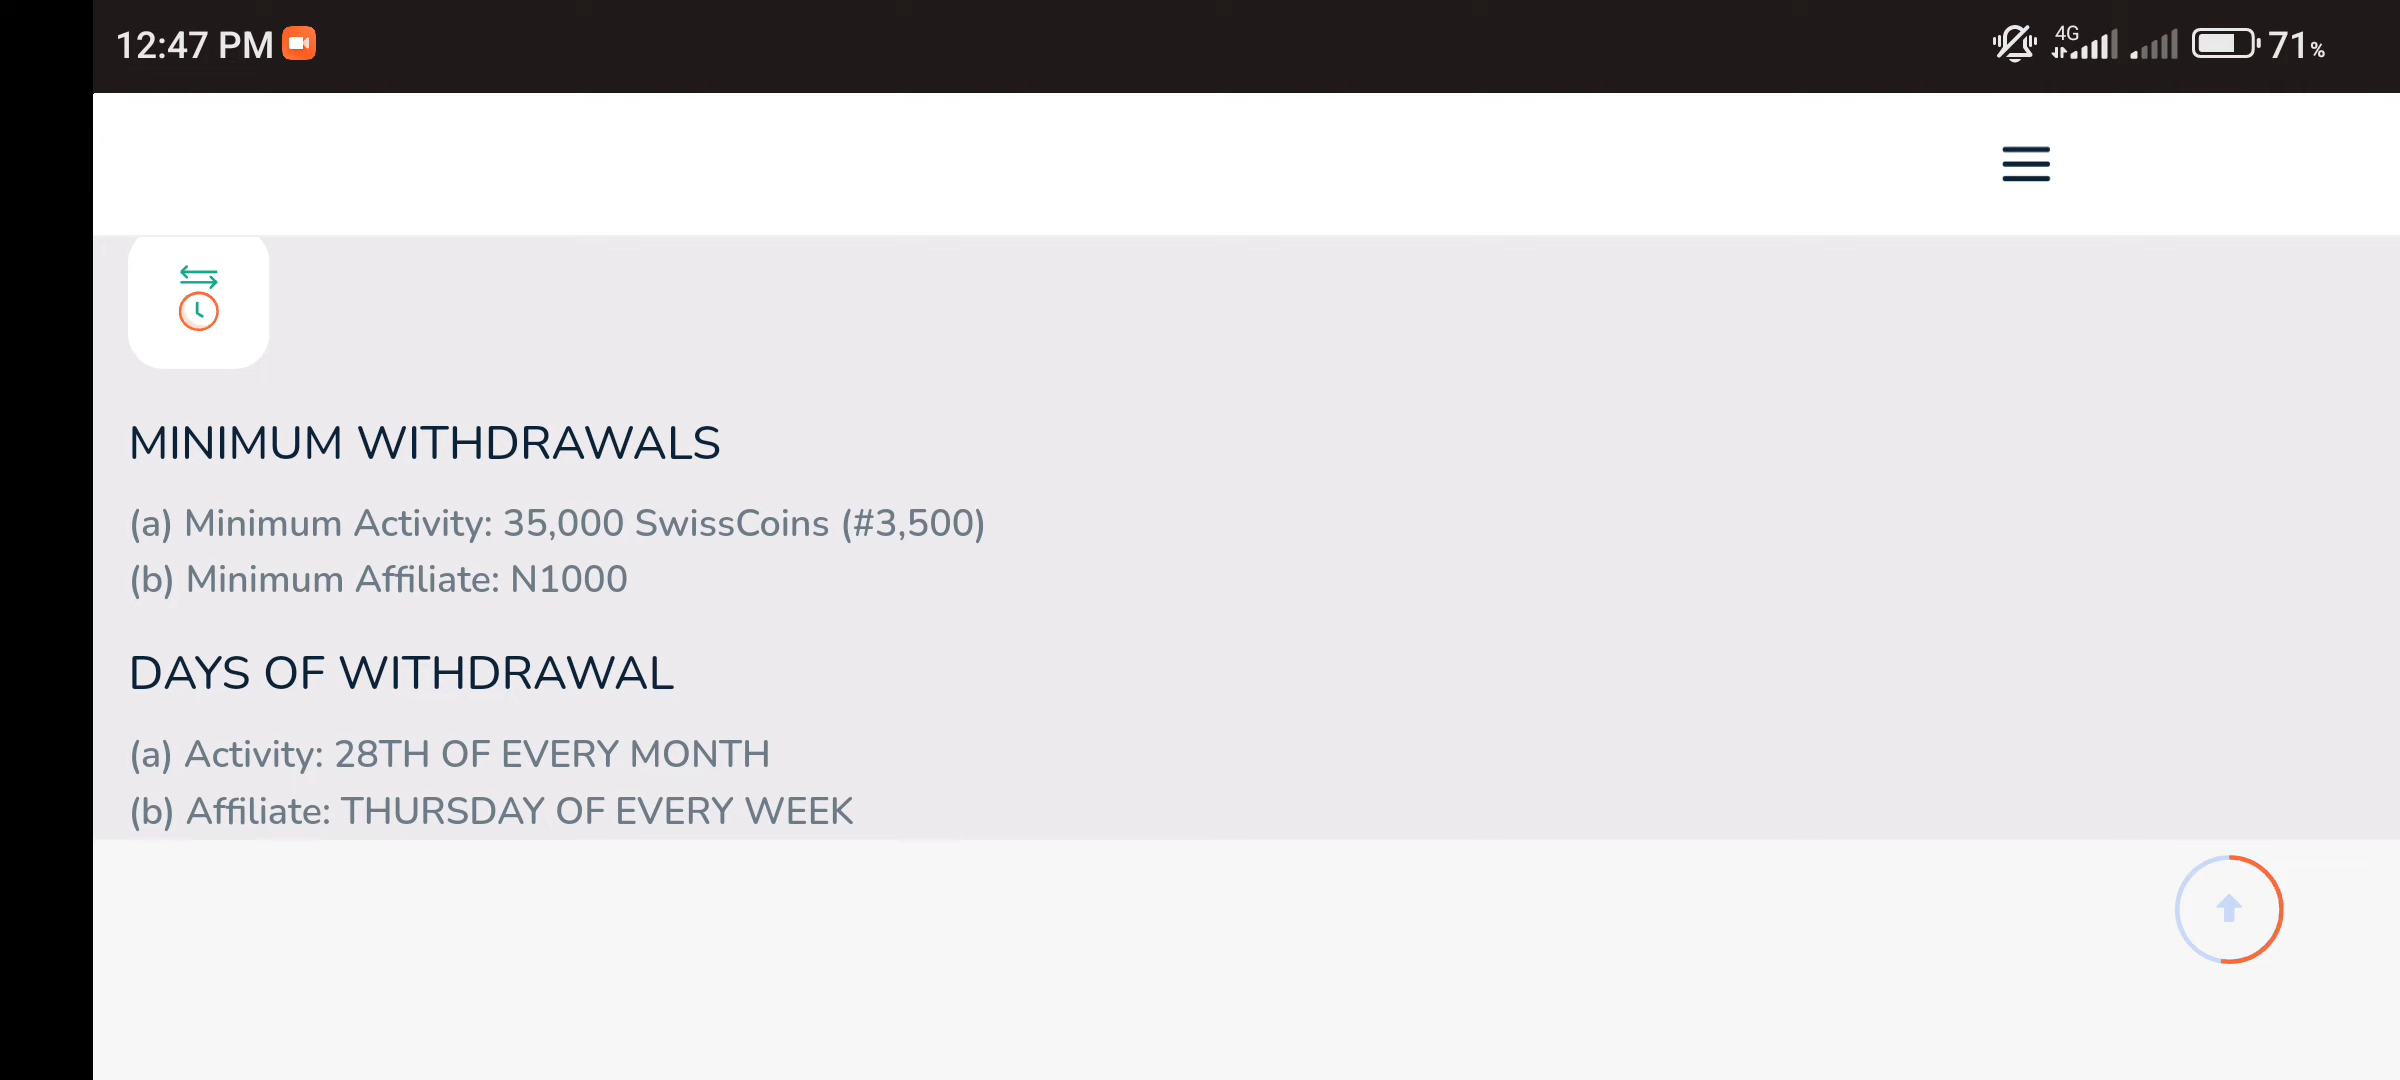 12:47 PM
4G
71%
MINIMUM WITHDRAWALS
(a) Minimum Activity: 35,000 SwissCoins (#3,500)
(b) Minimum Affiliate: N1000
DAYS OF WITHDRAWAL
(a) Activity: 28TH OF EVERY MONTH
(b) Affiliate: THURSDAY OF EVERY WEEK